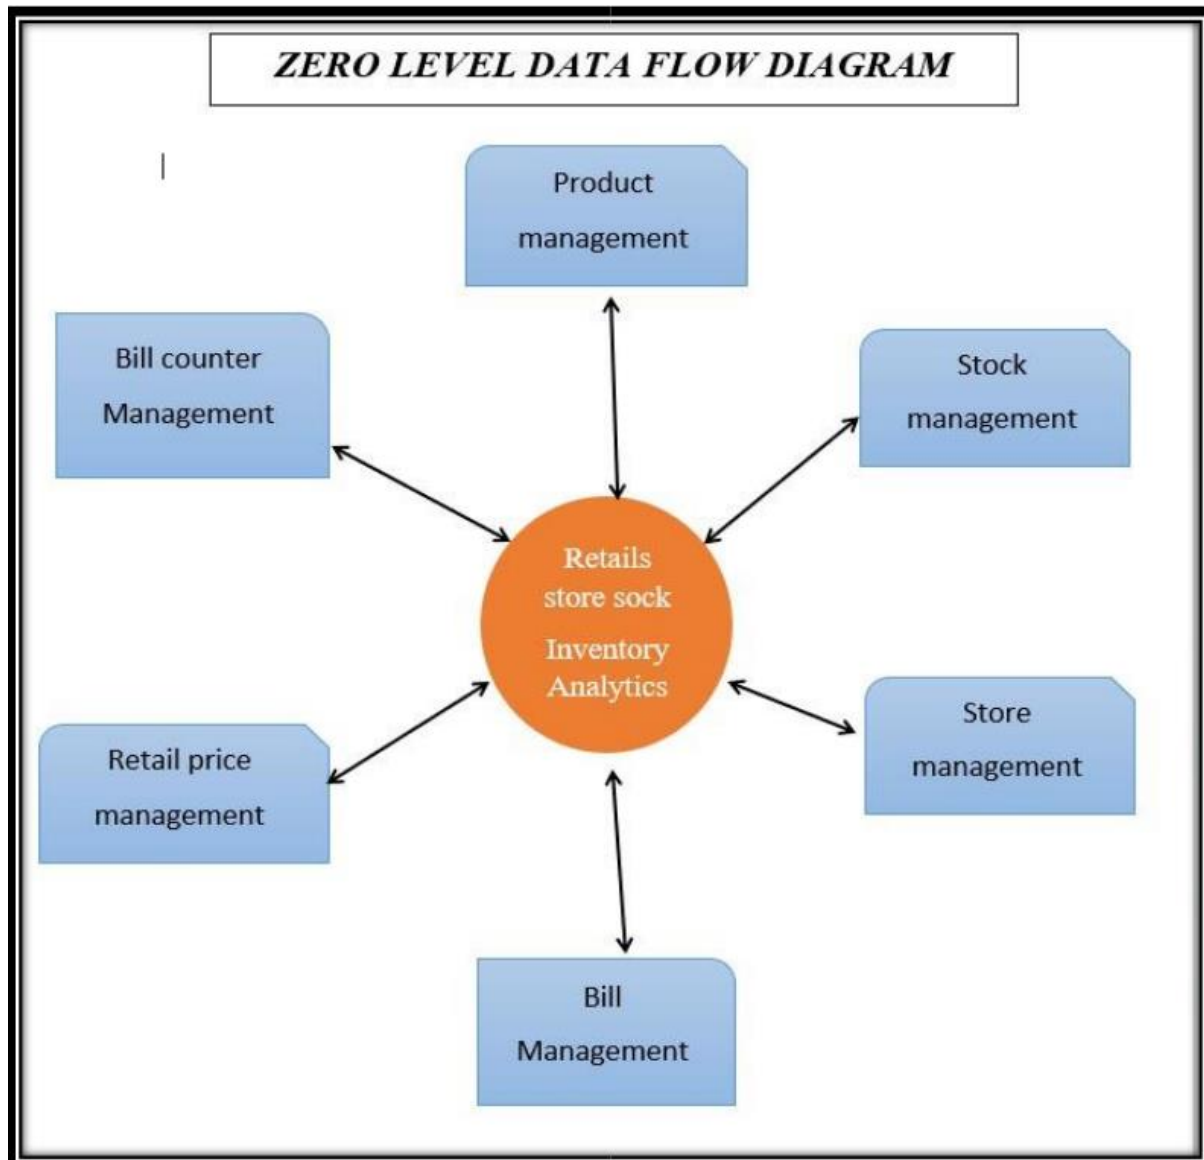 ZERO LEVEL DATA FLOW DIAGRAM
Product
management
Bill counter
Management
Stock
management
Retails
store sock
Inventory
Analytics
Retail price
management
Store
management
Bill
Management